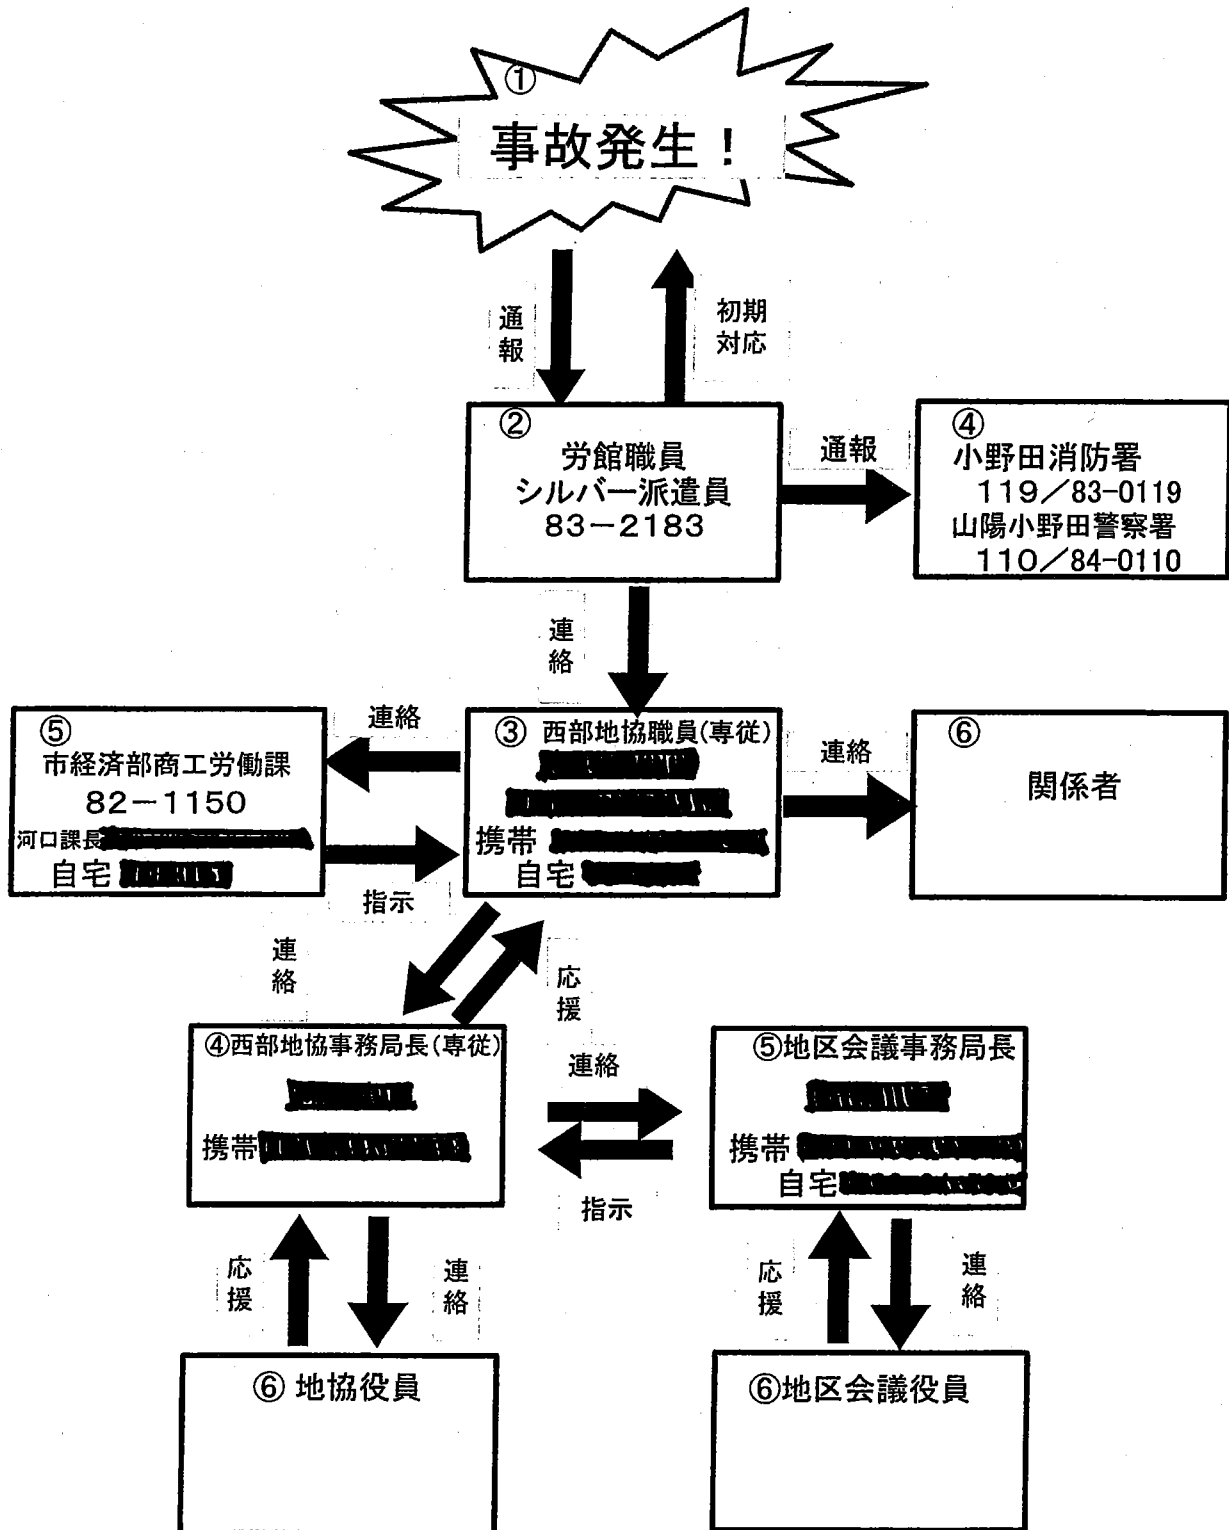 ①
事故発生！
通報
初期対応
②
労館職員
シルバー派遣員
83－2183
通報
④
小野田消防署
119／83-0119
山陽小野田警察署
110／84-0110
連絡
⑤
市経済部商工労働課
82－1150
河口課長
自宅
連絡
指示
③ 西部地協職員(専従)
携帯
自宅
連絡
⑥
関係者
連絡
応援
④西部地協事務局長(専従)
携帯
連絡
指示
⑤地区会議事務局長
携帯
自宅
応援
連絡
応援
連絡
⑥ 地協役員
⑥地区会議役員